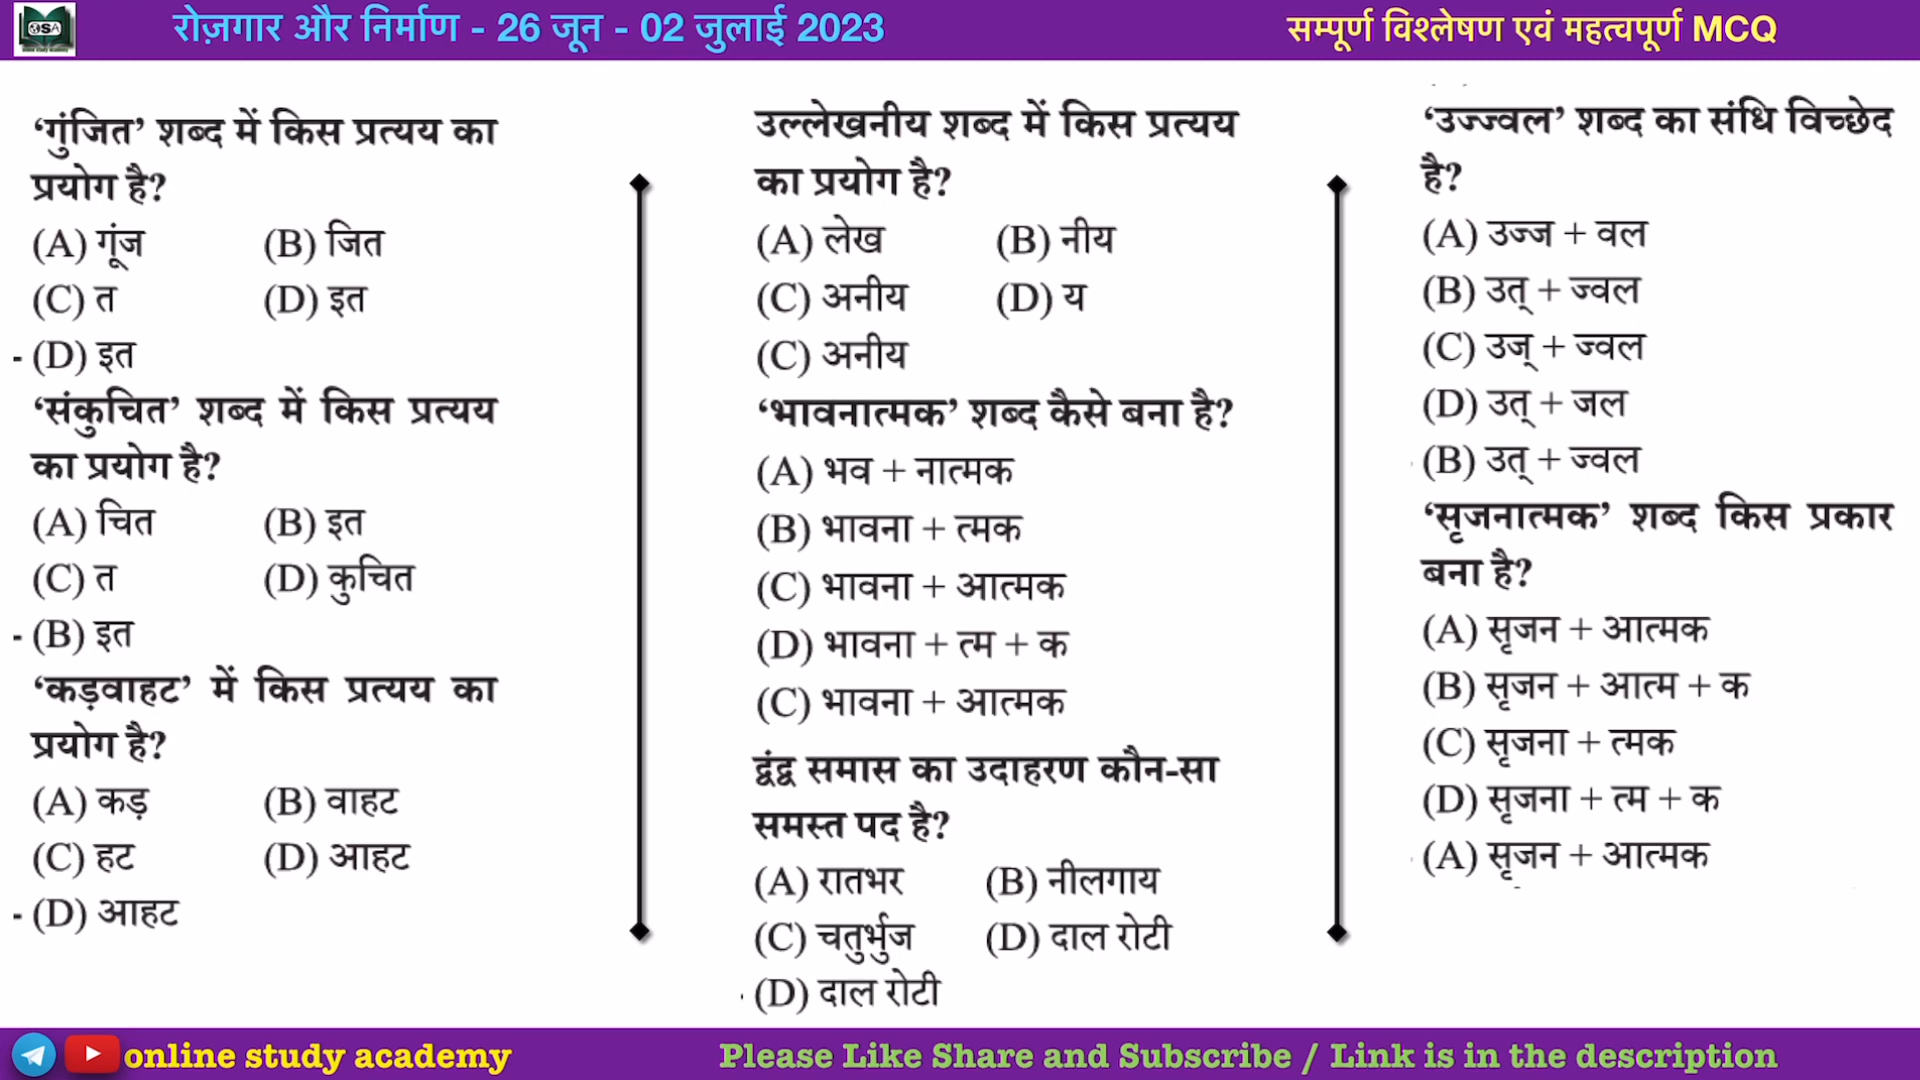 OSA
online study academy
रोज़गार और निर्माण - 26 जून - 02 जुलाई 2023
सम्पूर्ण विश्लेषण एवं महत्वपूर्ण MCQ
‘गुंजित’ शब्द में किस प्रत्यय का
प्रयोग है?
(A) गूंज (B) जित
(C) त (D) इत
- (D) इत
‘संकुचित’ शब्द में किस प्रत्यय
का प्रयोग है?
(A) चित (B) इत
(C) त (D) कुचित
- (B) इत
‘कड़वाहट’ में किस प्रत्यय का
प्रयोग है?
(A) कड़ (B) वाहट
(C) हट (D) आहट
- (D) आहट
उल्लेखनीय शब्द में किस प्रत्यय
का प्रयोग है?
(A) लेख (B) नीय
(C) अनीय (D) य
(C) अनीय
‘भावनात्मक’ शब्द कैसे बना है?
(A) भव + नात्मक
(B) भावना + त्मक
(C) भावना + आत्मक
(D) भावना + त्म + क
(C) भावना + आत्मक
द्वंद्व समास का उदाहरण कौन-सा
समस्त पद है?
(A) रातभर (B) नीलगाय
(C) चतुर्भुज (D) दाल रोटी
(D) दाल रोटी
‘उज्ज्वल’ शब्द का संधि विच्छेद
है?
(A) उज्ज + वल
(B) उत् + ज्वल
(C) उज् + ज्वल
(D) उत् + जल
(B) उत् + ज्वल
‘सृजनात्मक’ शब्द किस प्रकार
बना है?
(A) सृजन + आत्मक
(B) सृजन + आत्म + क
(C) सृजना + त्मक
(D) सृजना + त्म + क
(A) सृजन + आत्मक
online study academy
Please Like Share and Subscribe / Link is in the description